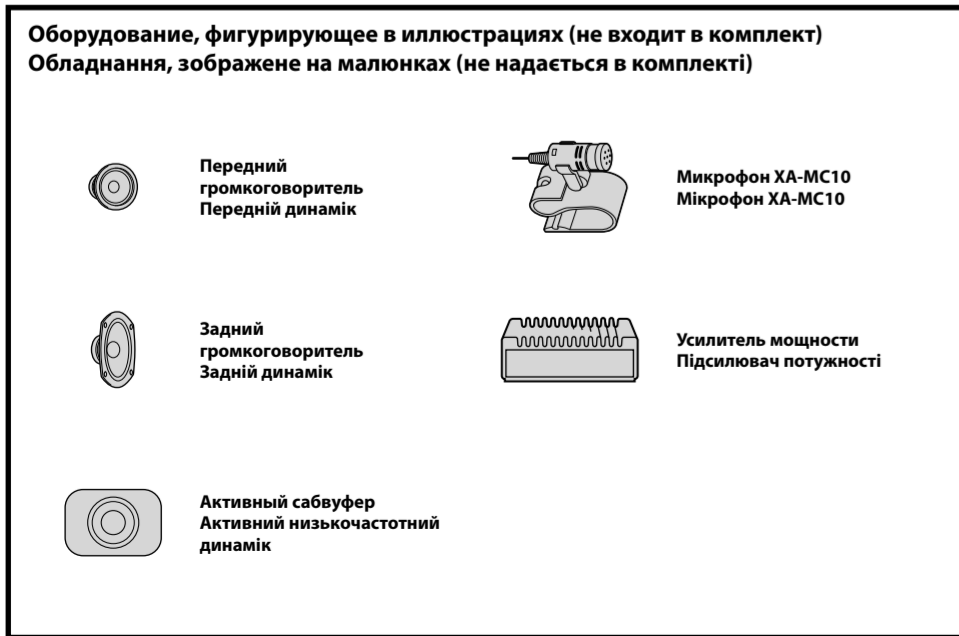 Оборудование, фигурирующее в иллюстрациях (не входит в комплект)
Обладнання, зображене на малюнках (не надається в комплекті)
Передний
громкоговоритель
Передній динамік
Микрофон XA-MC10
Мікрофон XA-MC10
Задний
громкоговоритель
Задній динамік
Усилитель мощности
Підсилювач потужності
Активный сабвуфер
Активний низькочастотний
динамік